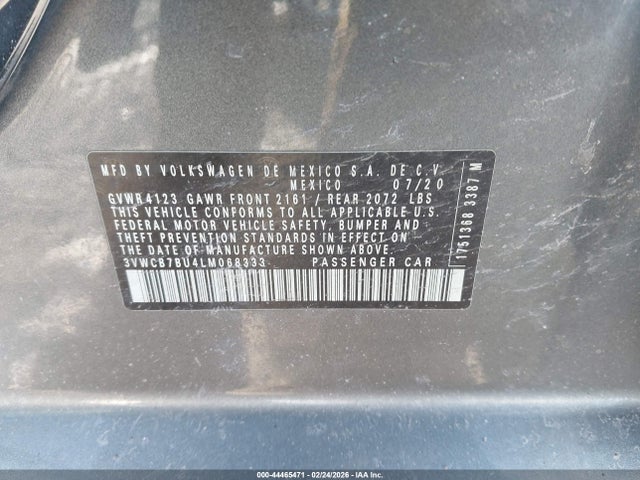 MFD BY VOLKSWAGEN DE MEXICO S.A. DE C.V.
MEXICO 07/20
GVWR4123 GAWR FRONT 2161 / REAR 2072 LBS
THIS VEHICLE CONFORMS TO ALL APPLICABLE U.S.
FEDERAL MOTOR VEHICLE SAFETY, BUMPER AND
THEFT PREVENTION STANDARDS IN EFFECT ON
THE DATE OF MANUFACTURE SHOWN ABOVE.
3VWCB7BU4LM068333 PASSENGER CAR
1751368 3387 M
000-44465471 - 02/24/2026 - IAA Inc.